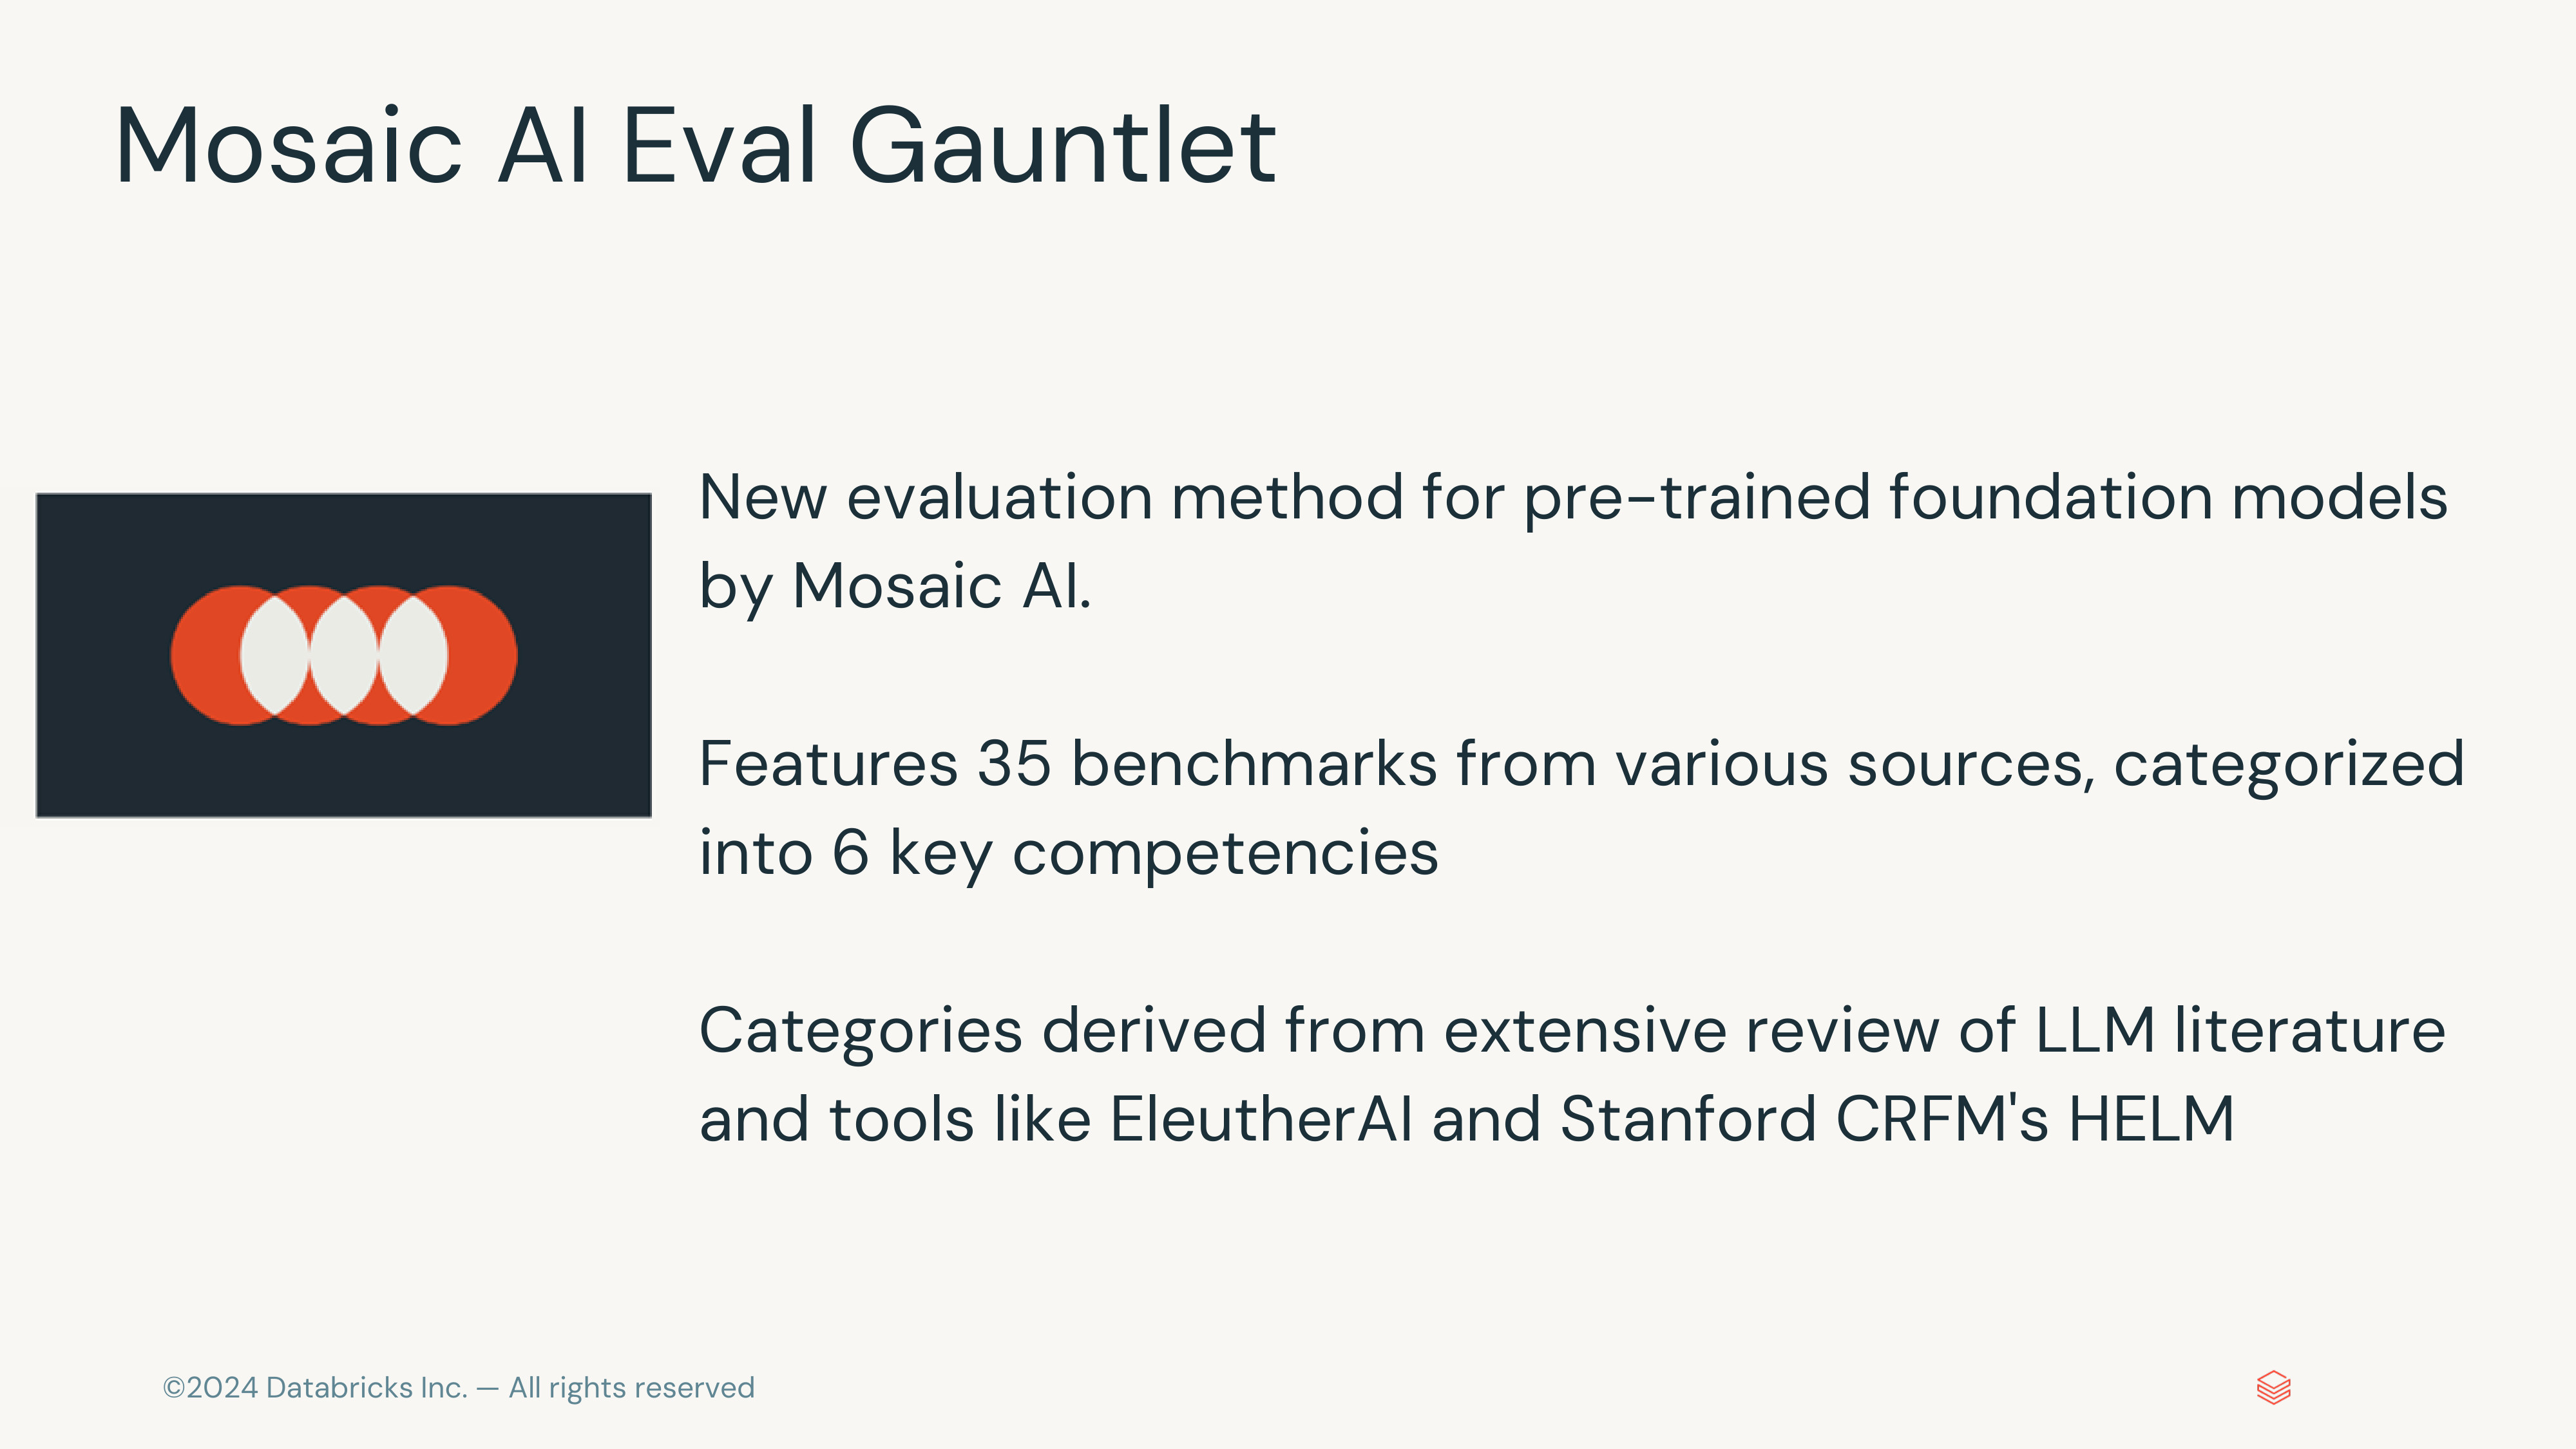 Mosaic AI Eval Gauntlet
New evaluation method for pre-trained foundation models
by Mosaic AI.
Features 35 benchmarks from various sources, categorized
into 6 key competencies
Categories derived from extensive review of LLM literature
and tools like EleutherAI and Stanford CRFM's HELM
©2024 Databricks Inc. — All rights reserved